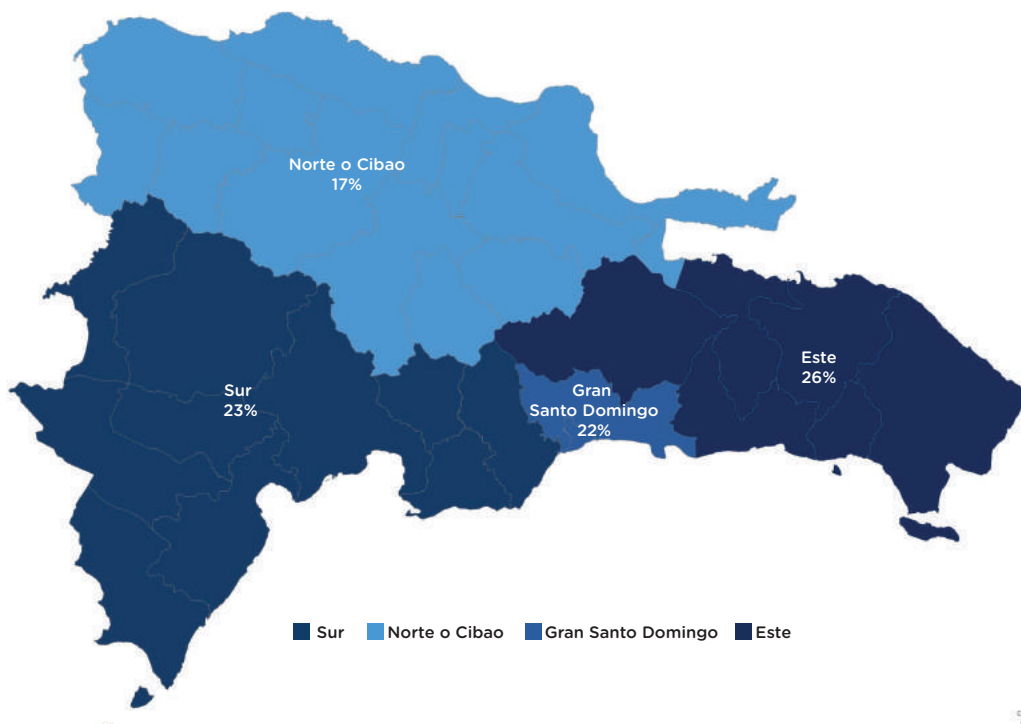 Norte o Cibao
17%
Este
26%
Sur
23%
Gran
Santo Domingo
22%
Sur
Norte o Cibao
Gran Santo Domingo
Este